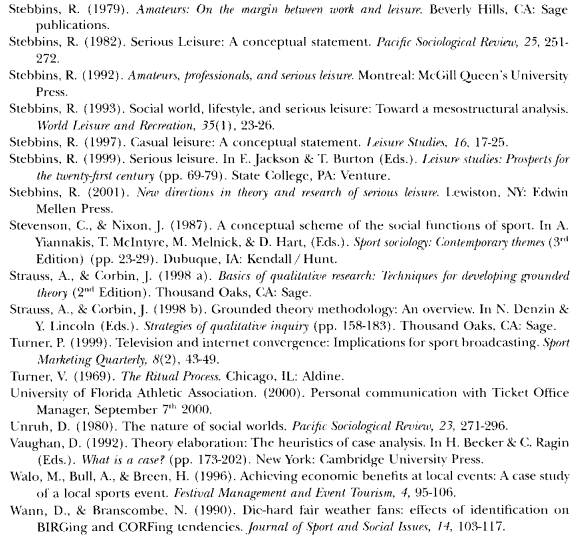 Stebbins, R. (1979). Amateurs: On the margin between work and leisure. Beverly Hills, CA: Sage
publications.
Stebbins, R. (1982). Serious Leisure: A conceptual statement. Pacific Sociological Review, 25, 251-
272.
Stebbins, R. (1992). Amateurs, professionals, and serious leisure. Montreal: McGill Queen's University
Press.
Stebbins, R. (1993). Social world, lifestyle, and serious leisure: Toward a mesostructural analysis.
World Leisure and Recreation, 35(1), 23-26.
Stebbins, R. (1997). Casual leisure: A conceptual statement. Leisure Studies, 16, 17-25.
Stebbins, R. (1999). Serious leisure. In E. Jackson & T. Burton (Eds.). Leisure studies: Prospects for
the twenty-first century (pp. 69-79). State College, PA: Venture.
Stebbins, R. (2001). New directions in theory and research of serious leisure. Lewiston, NY: Edwin
Mellen Press.
Stevenson, C., & Nixon, J. (1987). A conceptual scheme of the social functions of sport. In A.
Yiannakis, T. McIntyre, M. Melnick, & D. Hart, (Eds.). Sport sociology: Contemporary themes (3rd
Edition) (pp. 23-29). Dubuque, IA: Kendall/Hunt.
Strauss, A., & Corbin, J. (1998 a). Basics of qualitative research: Techniques for developing grounded
theory (2nd Edition). Thousand Oaks, CA: Sage.
Strauss, A., & Corbin, J. (1998 b). Grounded theory methodology: An overview. In N. Denzin &
Y. Lincoln (Eds.). Strategies of qualitative inquiry (pp. 158-183). Thousand Oaks, CA: Sage.
Turner, P. (1999). Television and internet convergence: Implications for sport broadcasting. Sport
Marketing Quarterly, 8(2), 43-49.
Turner, V. (1969). The Ritual Process. Chicago, IL: Aldine.
University of Florida Athletic Association. (2000). Personal communication with Ticket Office
Manager, September 7th 2000.
Unruh, D. (1980). The nature of social worlds. Pacific Sociological Review, 23, 271-296.
Vaughan, D. (1992). Theory elaboration: The heuristics of case analysis. In H. Becker & C. Ragin
(Eds.). What is a case? (pp. 173-202). New York: Cambridge University Press.
Walo, M., Bull, A., & Breen, H. (1996). Achieving economic benefits at local events: A case study
of a local sports event. Festival Management and Event Tourism, 4, 95-106.
Wann, D., & Branscombe, N. (1990). Die-hard fair weather fans: effects of identification on
BIRGing and CORFing tendencies. Journal of Sport and Social Issues, 14, 103-117.